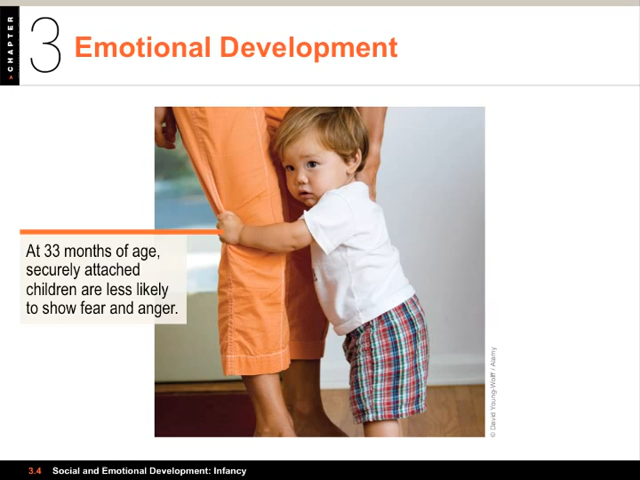 CHAPTER
3
Emotional Development
At 33 months of age,
securely attached
children are less likely
to show fear and anger.
© David Young-Wolff / Alamy
3.4 Social and Emotional Development: Infancy